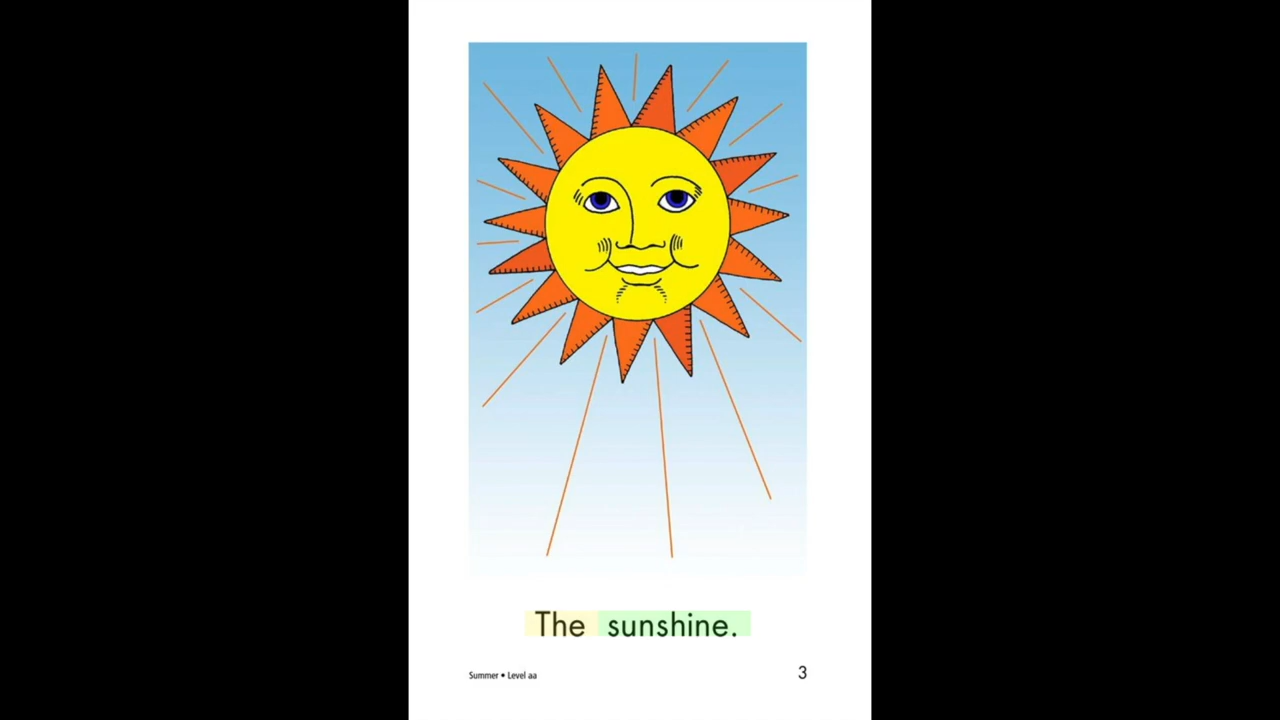 The sunshine.
Summer • Level aa
3